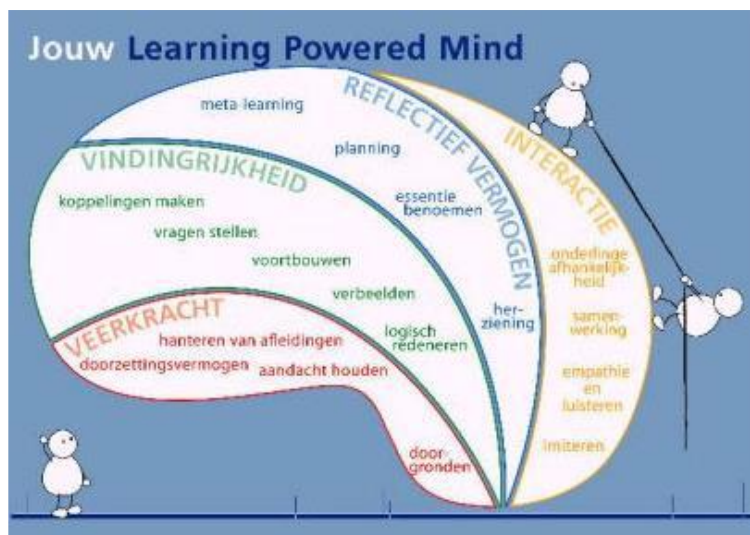 Jouw Learning Powered Mind
REFLECTIEF VERMOGEN
meta-learning
planning
essentie
benoemen
her-
ziening
INTERACTIE
onderlinge
afhankelijk-
heid
samen-
werking
empathie
en
luisteren
imiteren
VINDINGRIJKHEID
koppelingen maken
vragen stellen
voortbouwen
verbeelden
logisch
redeneren
VEERKRACHT
hanteren van afleidingen
doorzettingsvermogen
aandacht houden
door-
gronden